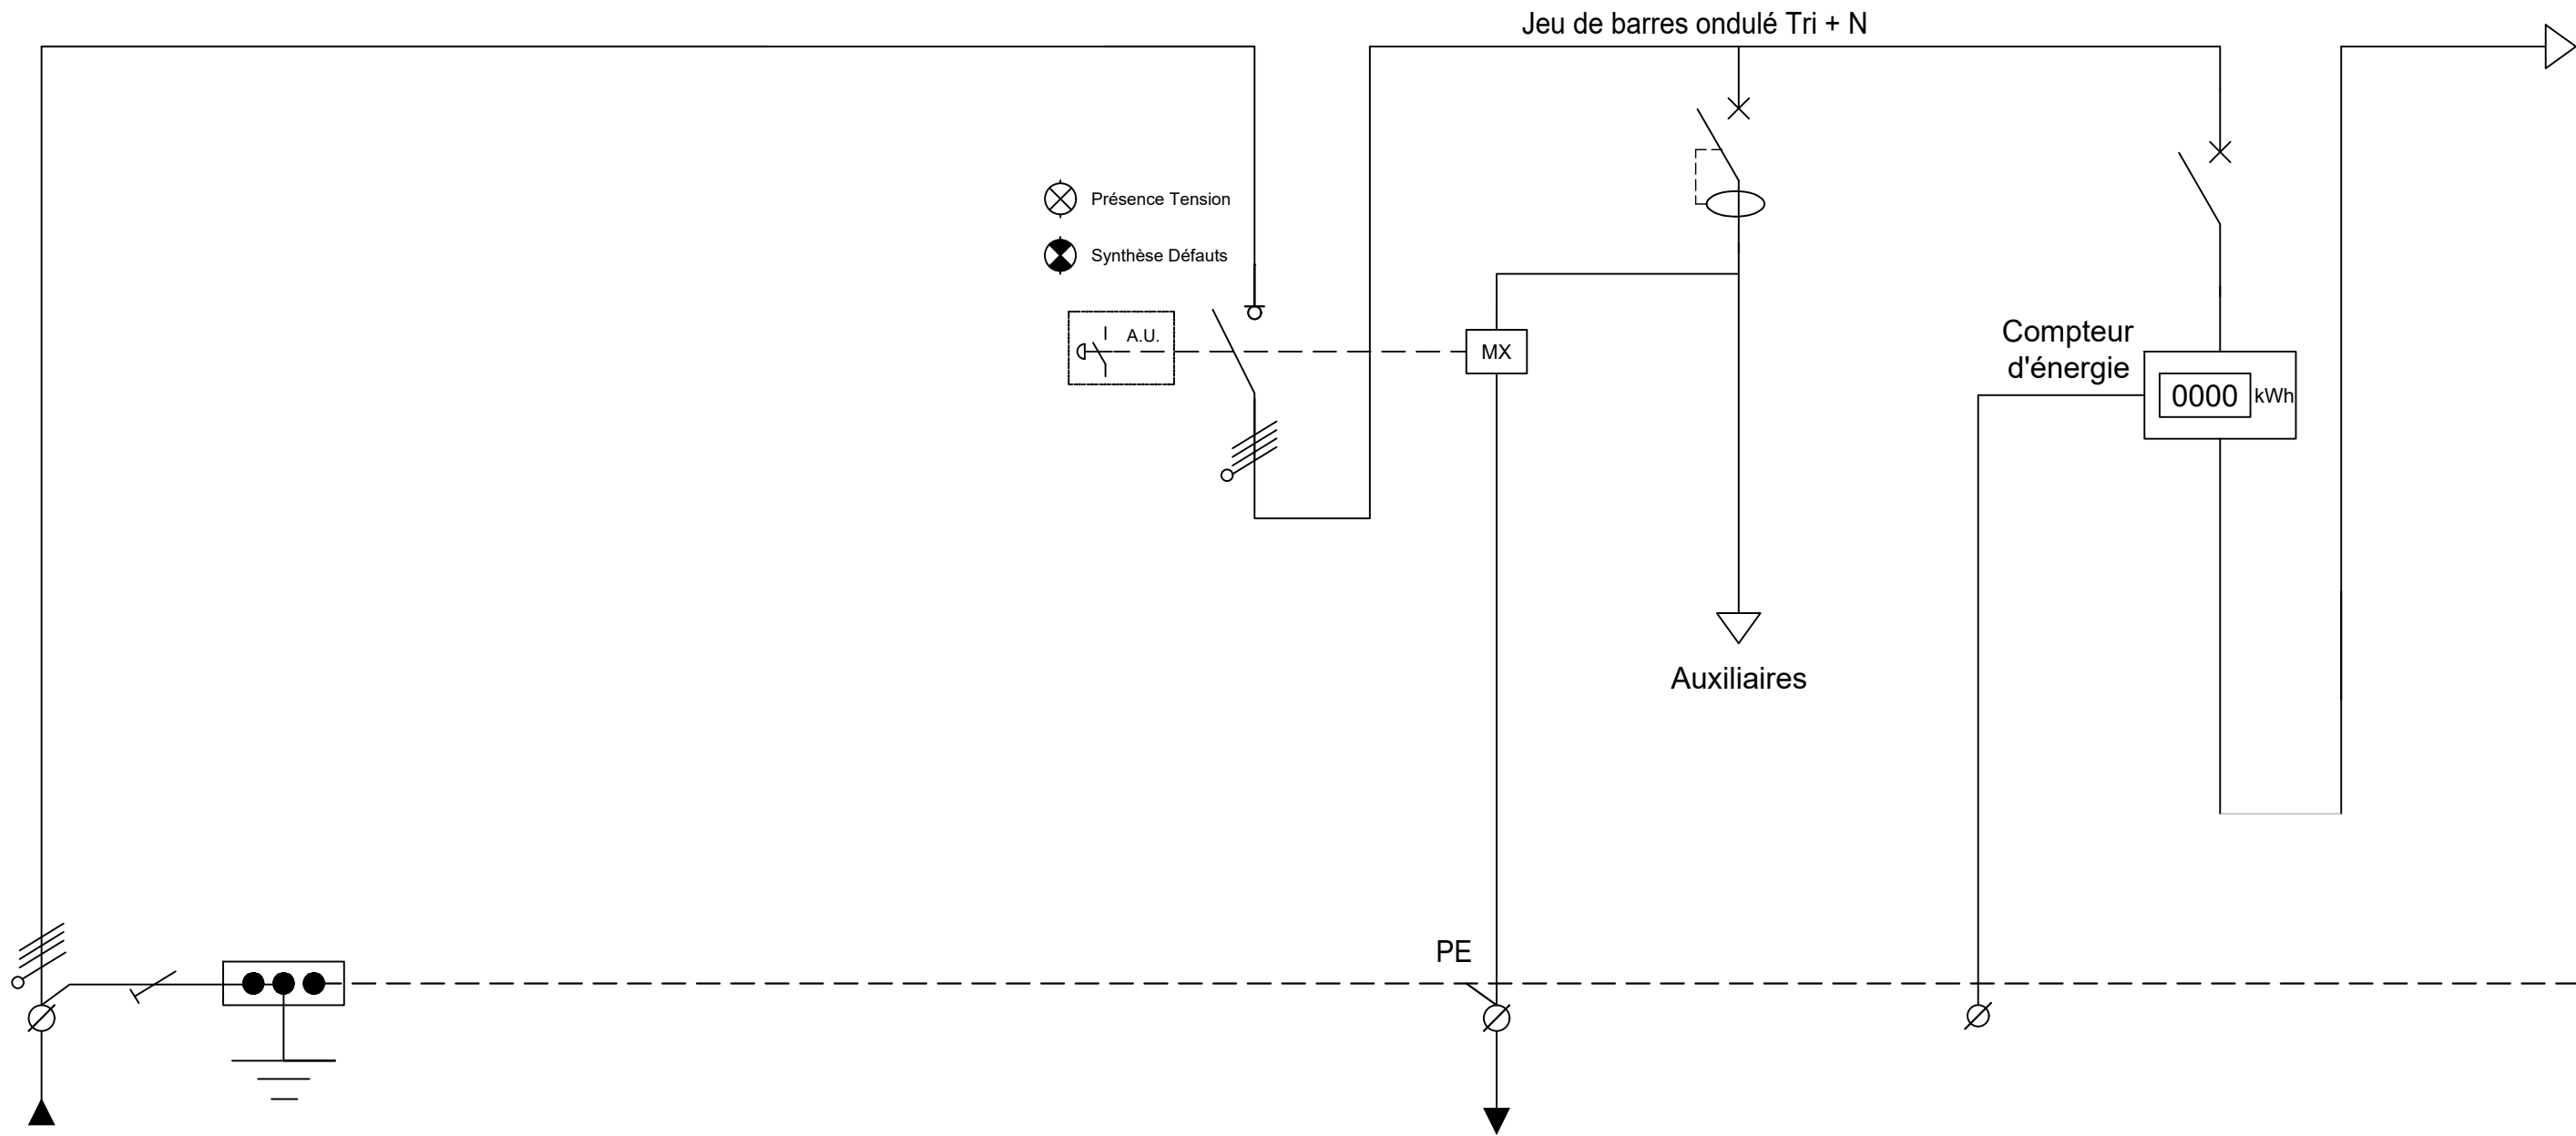 Jeu de barres ondulé Tri + N
Présence Tension
Synthèse Défauts
A.U.
MX
Compteur
d'énergie
0000 kWh
Auxiliaires
PE